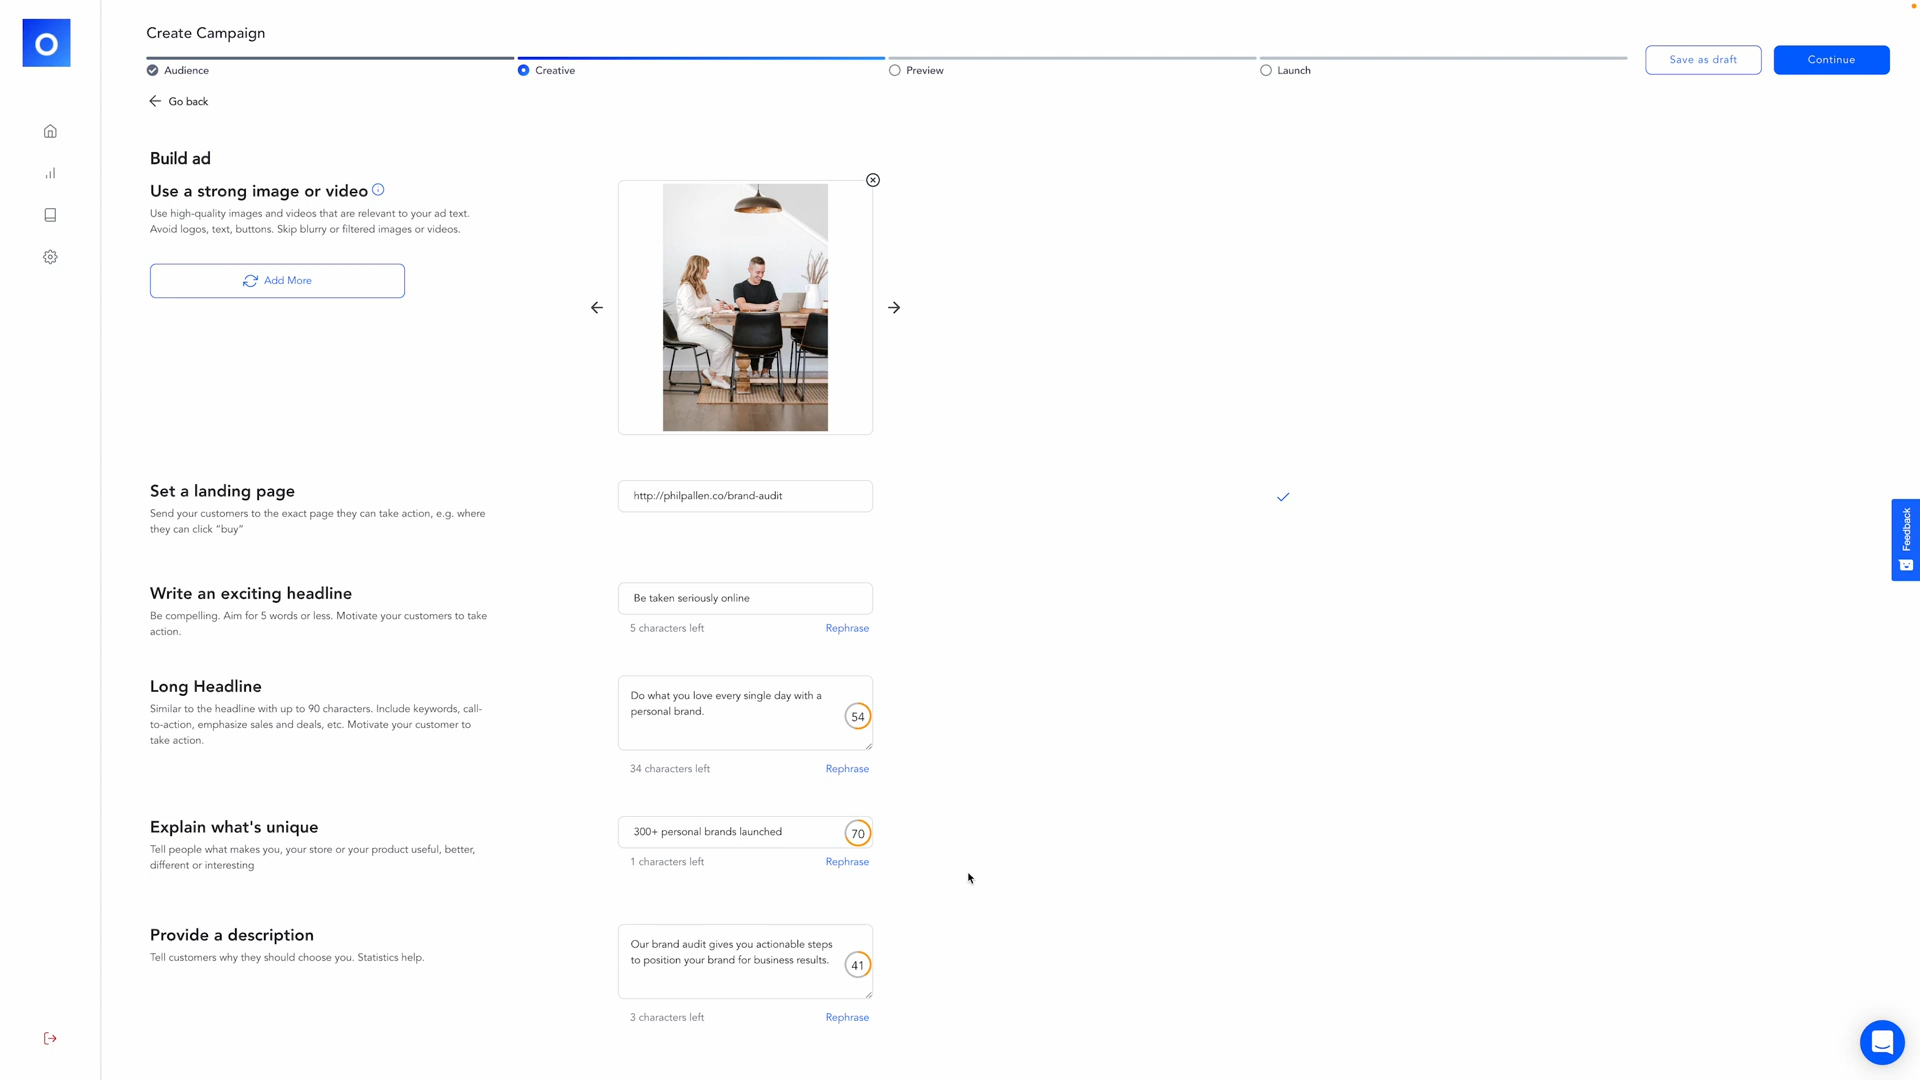 Create Campaign
Audience
Creative
Preview
Launch
Save as draft
Continue
Go back
Build ad
Use a strong image or video
Use high-quality images and videos that are relevant to your ad text.
Avoid logos, text, buttons. Skip blurry or filtered images or videos.
Add More
Set a landing page
Send your customers to the exact page they can take action, e.g. where
they can click “buy”
http://philpallen.co/brand-audit
Feedback
Write an exciting headline
Be compelling. Aim for 5 words or less. Motivate your customers to take
action.
Be taken seriously online
5 characters left
Rephrase
Long Headline
Similar to the headline with up to 90 characters. Include keywords, call-
to-action, emphasize sales and deals, etc. Motivate your customer to
take action.
Do what you love every single day with a
personal brand.
54
34 characters left
Rephrase
Explain what's unique
Tell people what makes you, your store or your product useful, better,
different or interesting
300+ personal brands launched
70
1 characters left
Rephrase
Provide a description
Tell customers why they should choose you. Statistics help.
Our brand audit gives you actionable steps
to position your brand for business results.
41
3 characters left
Rephrase